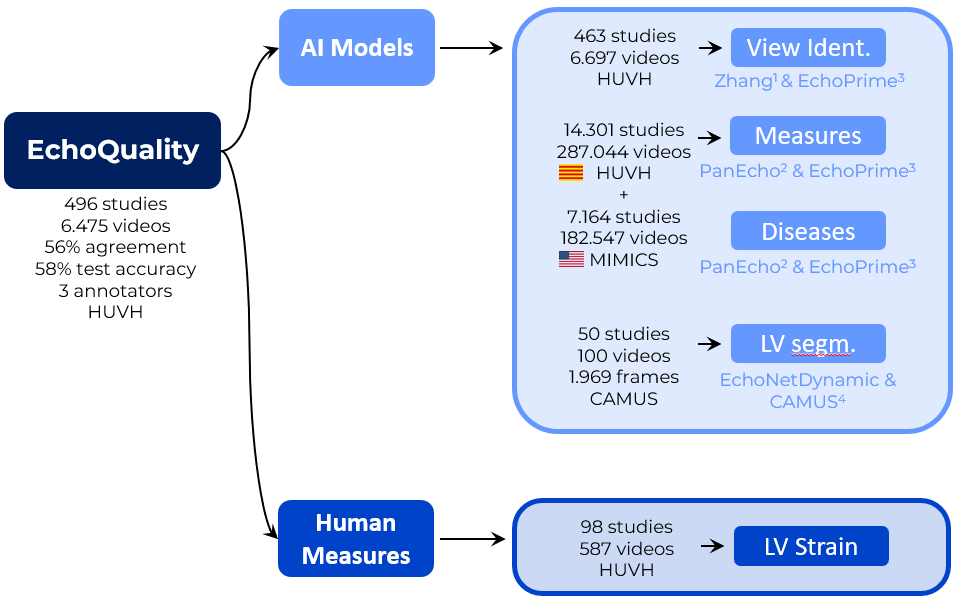 EchoQuality
496 studies
6.475 videos
56% agreement
58% test accuracy
3 annotators
HUVH
AI Models
463 studies
6.697 videos
HUVH
View Ident.
Zhang¹ & EchoPrime³
14.301 studies
287.044 videos
HUVH
+
7.164 studies
182.547 videos
MIMICS
Measures
PanEcho² & EchoPrime³
Diseases
PanEcho² & EchoPrime³
50 studies
100 videos
1.969 frames
CAMUS
LV segm.
EchoNetDynamic &
CAMUS⁴
Human
Measures
98 studies
587 videos
HUVH
LV Strain